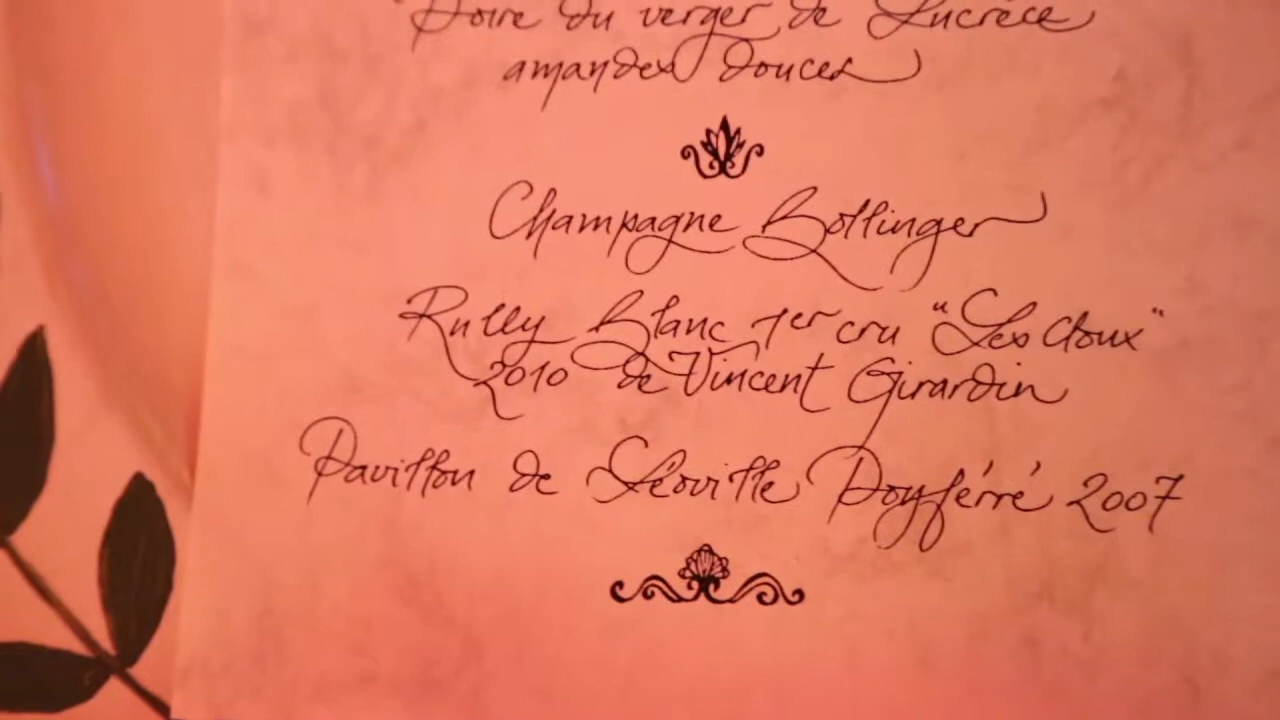 Poire du verger de Lucrèce
amandes douces
Champagne Bollinger
Rully Blanc 1er cru "Les Cloux"
2010 de Vincent Girardin
Pavillon de Léoville Poyférré 2007